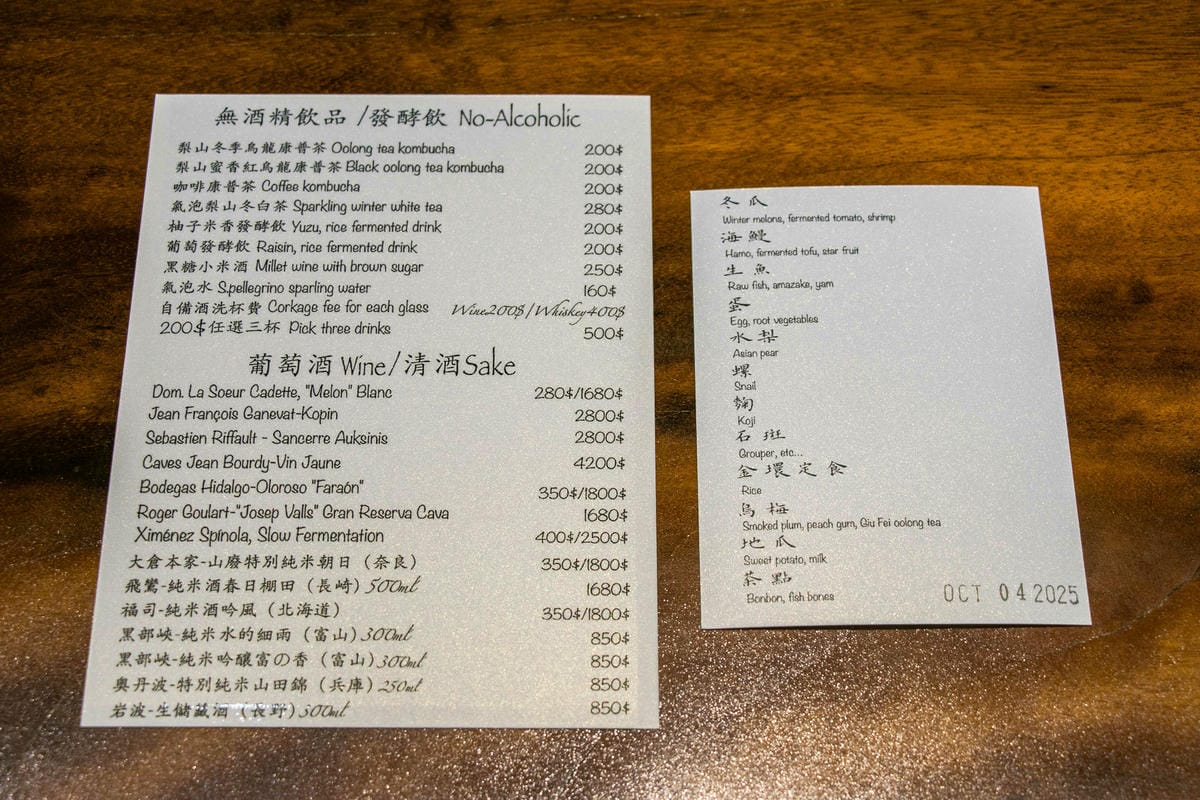 無酒精飲品 /發酵飲 No-Alcoholic
梨山冬季烏龍康普茶 Oolong tea kombucha 200$
梨山蜜香紅烏龍康普茶 Black oolong tea kombucha 200$
咖啡康普茶 Coffee kombucha 200$
氣泡梨山冬白茶 Sparkling winter white tea 280$
柚子米香發酵飲 Yuzu, rice fermented drink 200$
葡萄發酵飲 Raisin, rice fermented drink 200$
黑糖小米酒 Millet wine with brown sugar 250$
氣泡水 S.pellegrino sparling water 160$
自備酒洗杯費 Corkage fee for each glass Wine200$/Whiskey400$
200$任選三杯 Pick three drinks 500$
葡萄酒 Wine/清酒Sake
Dom. La Soeur Cadette, "Melon" Blanc 280$/1680$
Jean François Ganevat-Kopin 2800$
Sebastien Riffault - Sancerre Auksinis 2800$
Caves Jean Bourdy-Vin Jaune 4200$
Bodegas Hidalgo-Oloroso "Faraón" 350$/1800$
Roger Goulart-"Josep Valls" Gran Reserva Cava 1680$
Ximénez Spínola, Slow Fermentation 400$/2500$
大倉本家-山廢特別純米朝日（奈良） 350$/1800$
飛鸞-純米酒春日棚田（長崎）500ml 1680$
福司-純米酒吟風（北海道） 350$/1800$
黑部峽-純米水的細雨（富山）300ml 850$
黑部峽-純米吟釀富の香（富山）300ml 850$
奧丹波-特別純米山田錦（兵庫）250ml 850$
岩波-生儲藏酒（長野）300ml 850$
冬瓜
Winter melons, fermented tomato, shrimp
海鰻
Hamo, fermented tofu, star fruit
生魚
Raw fish, amazake, yam
蛋
Egg, root vegetables
水梨
Asian pear
螺
Snail
麴
Koji
石斑
Grouper, etc...
金環定食
Rice
烏梅
Smoked plum, peach gum, Giu Fei oolong tea
地瓜
Sweet potato, milk
茶點
Bonbon, fish bones
OCT 04 2025